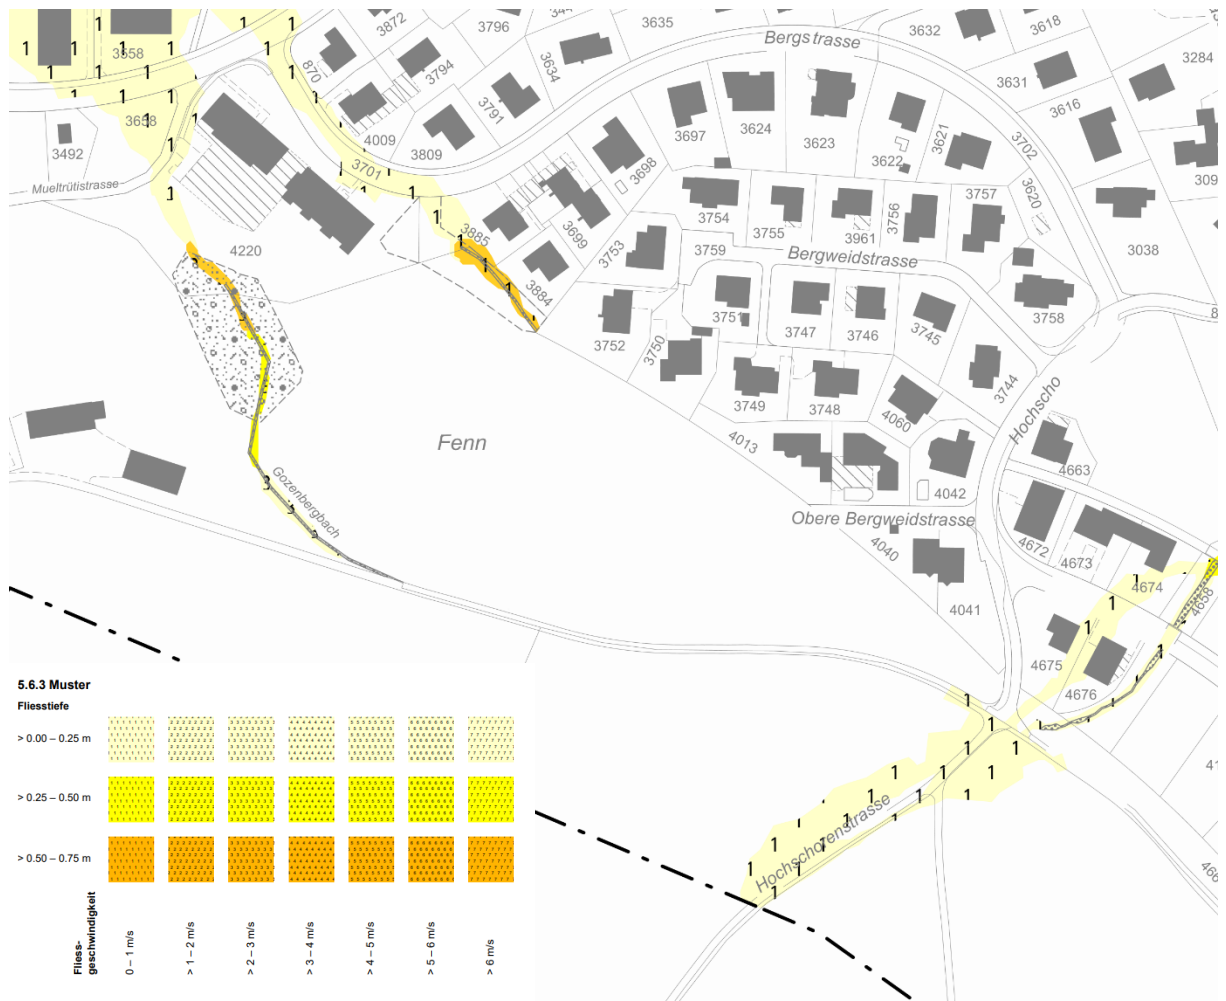 3872
3796
3635
3632
3618
3558
870
3794
3634
Bergstrasse
3631
3284
3658
3791
3616
3492
4009
3809
3697
3624
3623
3621
3702
3622
Mueltrütistrasse
3701
3698
3757
3620
309
3754
3755
3961
3756
4220
3885
3699
3753
3759
Bergweidstrasse
3038
3884
3751
3747
3746
3745
3758
8
3752
3750
3744
3749
3748
4060
Hochscho
Fenn
4013
4663
4042
Gozenbergbach
Obere Bergweidstrasse
4040
4672
4673
4674
4658
4041
4675
4676
5.6.3 Muster
Fliesstiefe
> 0.00 – 0.25 m
> 0.25 – 0.50 m
> 0.50 – 0.75 m
Hochschorenstrasse
466
Fliess-
geschwindigkeit
0 – 1 m/s
> 1 – 2 m/s
> 2 – 3 m/s
> 3 – 4 m/s
> 4 – 5 m/s
> 5 – 6 m/s
> 6 m/s